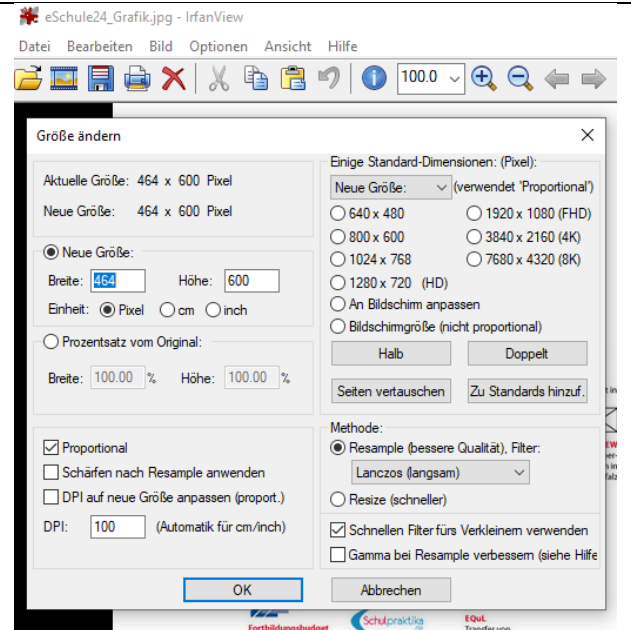 eSchule24_Grafik.jpg - IrfanView
Datei Bearbeiten Bild Optionen Ansicht Hilfe
100.0
Größe ändern
Aktuelle Größe: 464 x 600 Pixel
Neue Größe: 464 x 600 Pixel
Neue Größe:
Breite: 464 Höhe: 600
Einheit: Pixel cm inch
Prozentsatz vom Original:
Breite: 100.00 % Höhe: 100.00 %
Proportional
Schärfen nach Resample anwenden
DPI auf neue Größe anpassen (proport.)
DPI: 100 (Automatik für cm/inch)
Einige Standard-Dimensionen: (Pixel):
Neue Größe: (verwendet 'Proportional')
640 x 480 1920 x 1080 (FHD)
800 x 600 3840 x 2160 (4K)
1024 x 768 7680 x 4320 (8K)
1280 x 720 (HD)
An Bildschirm anpassen
Bildschirmgröße (nicht proportional)
Halb Doppelt
Seiten vertauschen Zu Standards hinzuf.
Methode:
Resample (bessere Qualität), Filter:
Lanczos (langsam)
Resize (schneller)
Schnellen Filter fürs Verkleinern verwenden
Gamma bei Resample verbessern (siehe Hilfe
OK Abbrechen
Fortbildungsbudget Schulpraktika EQuL
Transfer von